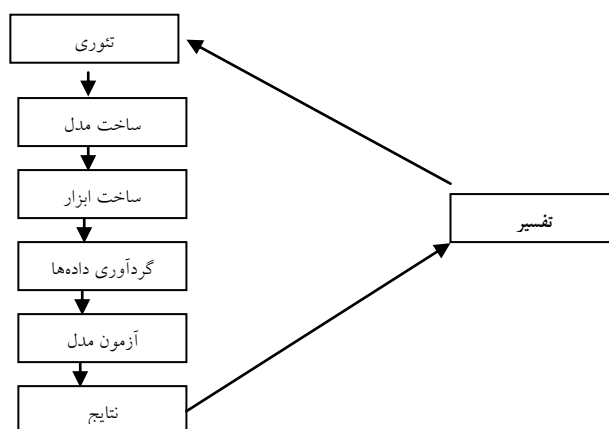 تئوری
ساخت مدل
ساخت ابزار
گردآوری داده‌ها
آزمون مدل
نتایج
تفسیر